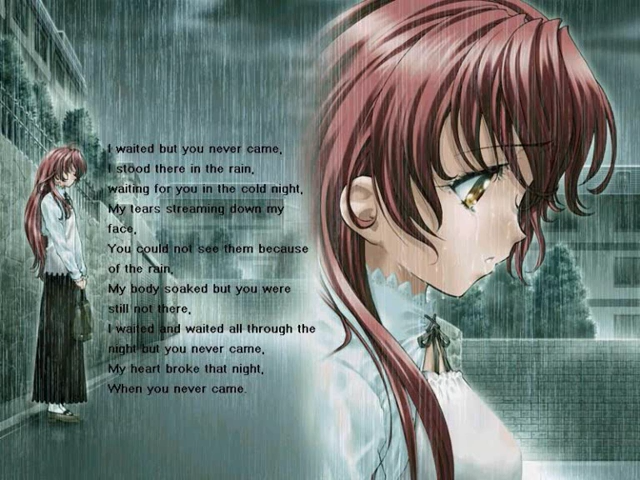 I waited but you never came,
I stood there in the rain,
waiting for you in the cold night,
My tears streaming down my
face,
You could not see them because
of the rain,
My body soaked but you were
still not there,
I waited and waited all through the
night but you never came,
My heart broke that night,
When you never came.